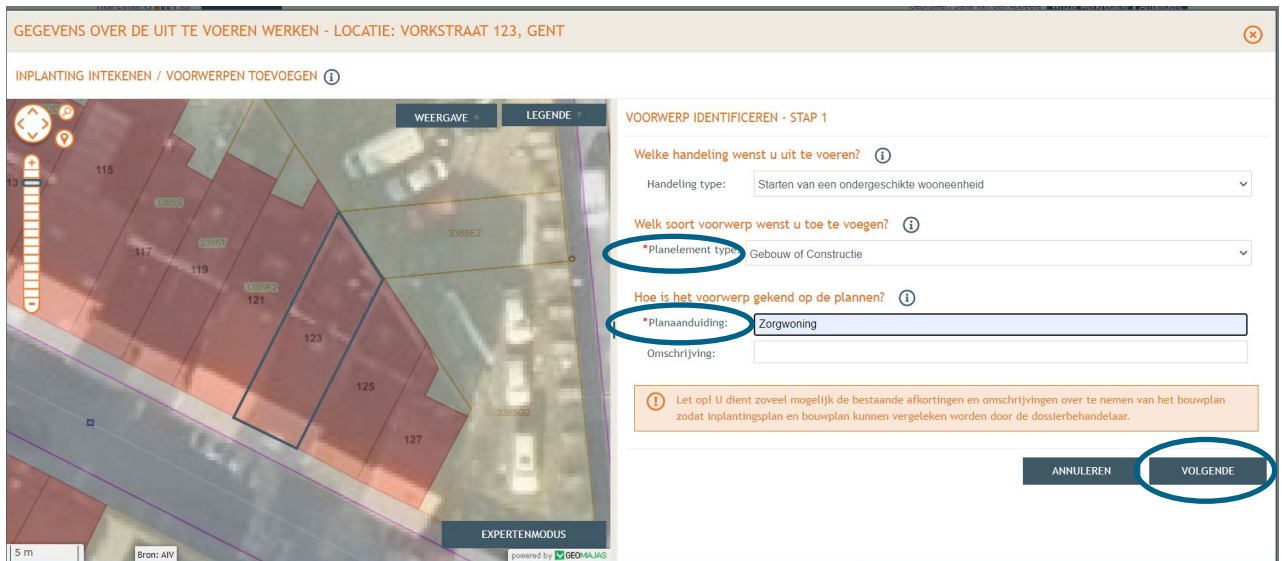 GEGEVENS OVER DE UIT TE VOEREN WERKEN - LOCATIE: VORKSTRAAT 123, GENT
INPLANTING INTEKENEN / VOORWERPEN TOEVOEGEN
WEERGAVE
LEGENDE
115
13
3385S
3385T
117
119
3385F2
121
123
125
127
3385E2
3385G2
EXPERTENMODUS
5 m
Bron: AIV
powered by GEOMAJAS
VOORWERP IDENTIFICEREN - STAP 1
Welke handeling wenst u uit te voeren?
Handeling type: Starten van een ondergeschikte wooneenheid
Welk soort voorwerp wenst u toe te voegen?
*Planelement type: Gebouw of Constructie
Hoe is het voorwerp gekend op de plannen?
*Planaanduiding: Zorgwoning
Omschrijving:
Let op! U dient zoveel mogelijk de bestaande afkortingen en omschrijvingen over te nemen van het bouwplan
zodat inplantingsplan en bouwplan kunnen vergeleken worden door de dossierbehandelaar.
ANNULEREN
VOLGENDE